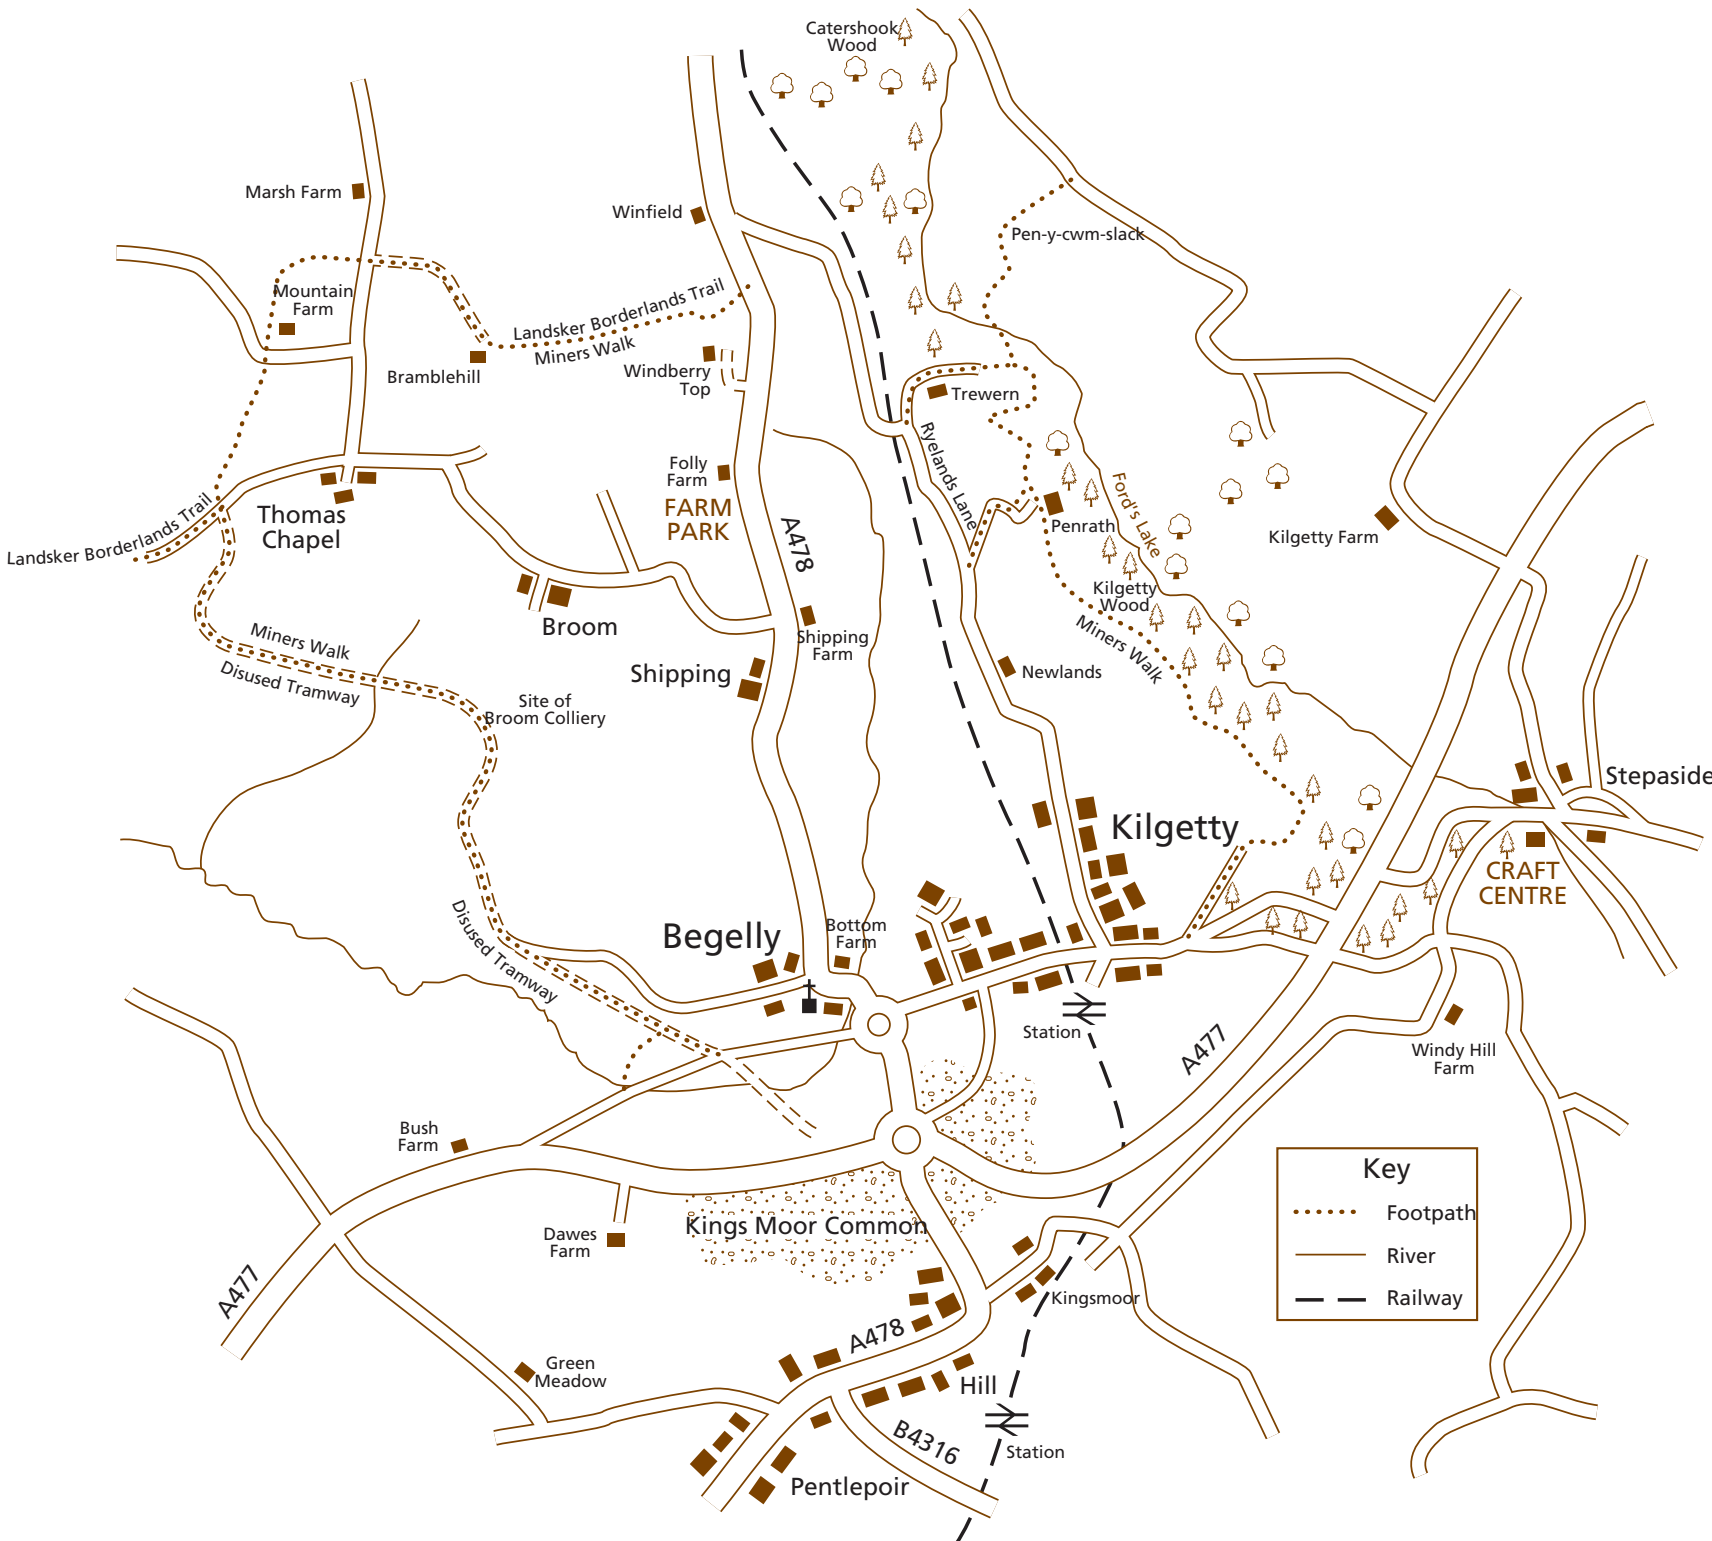 Catershook
Wood
Marsh Farm
Winfield
Pen-y-cwm-slack
Mountain
Farm
Landsker Borderlands Trail
Miners Walk
Bramblehill
Windberry
Top
Trewern
Ryelands Lane
Folly
Farm
FARM
PARK
A478
Ford's Lake
Penrath
Kilgetty Farm
Landsker Borderlands Trail
Thomas
Chapel
Kilgetty
Wood
Broom
Shipping
Farm
Miners Walk
Miners Walk
Disused Tramway
Shipping
Newlands
Site of
Broom Colliery
Stepaside
Kilgetty
CRAFT
CENTRE
Disused Tramway
Begelly
Bottom
Farm
Station
A477
Windy Hill
Farm
Bush
Farm
Key
Footpath
River
Railway
Kings Moor Common
Dawes
Farm
A477
Kingsmoor
A478
Green
Meadow
Hill
B4316
Station
Pentlepoir